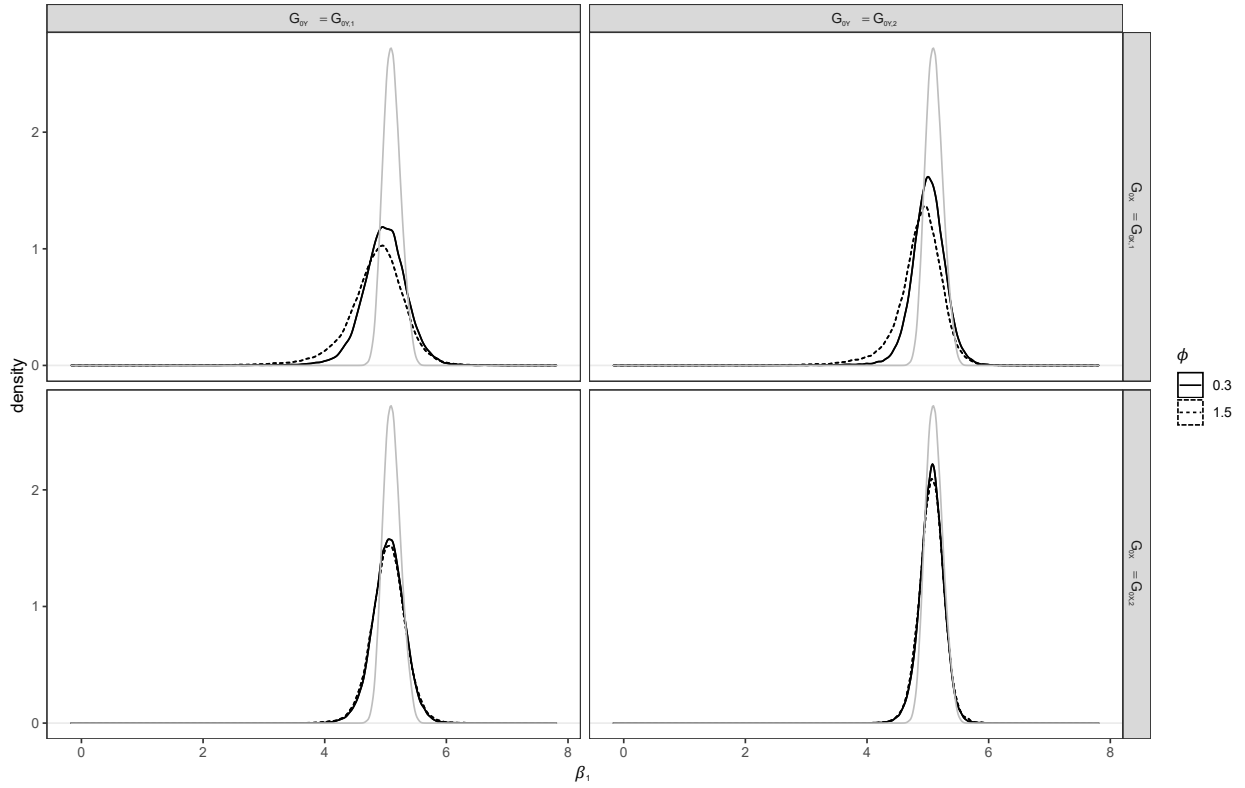 G₀Y = G₀Y,₁
G₀Y = G₀Y,₂
G₀X = G₀X,₁
G₀X = G₀X,₂
density
2
1
0
2
1
0
0 2 4 6 8
0 2 4 6 8
β₁
ϕ
0.3
1.5